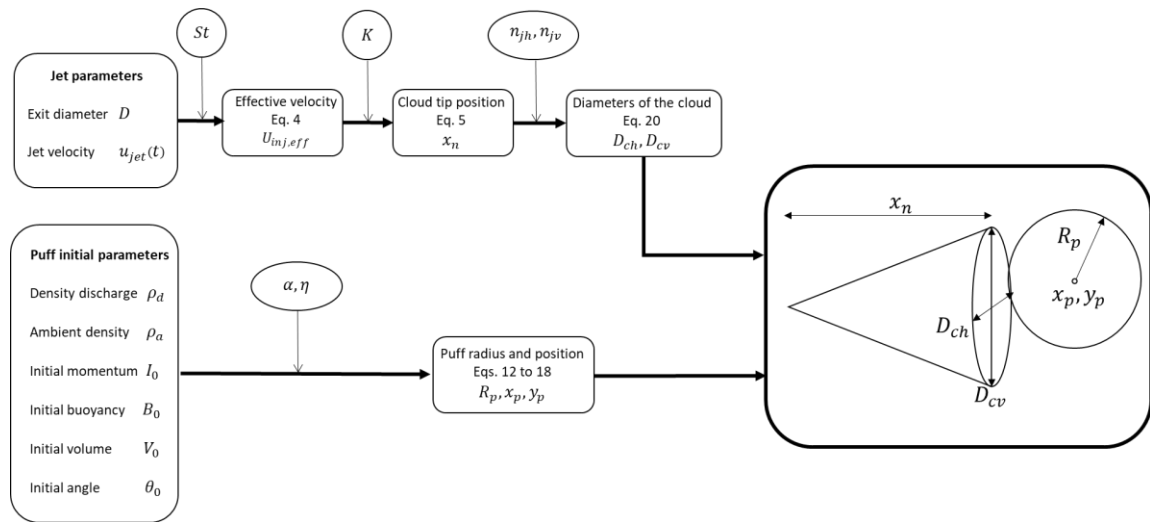 St
K
n_jh, n_jv
Jet parameters
Exit diameter D
Jet velocity u_jet(t)
Effective velocity
Eq. 4
U_inj,eff
Cloud tip position
Eq. 5
x_n
Diameters of the cloud
Eq. 20
D_ch, D_cv
Puff initial parameters
Density discharge ρ_d
Ambient density ρ_a
Initial momentum I_0
Initial buoyancy B_0
Initial volume V_0
Initial angle θ_0
α, η
Puff radius and position
Eqs. 12 to 18
R_p, x_p, y_p
x_n
R_p
x_p, y_p
D_ch
D_cv